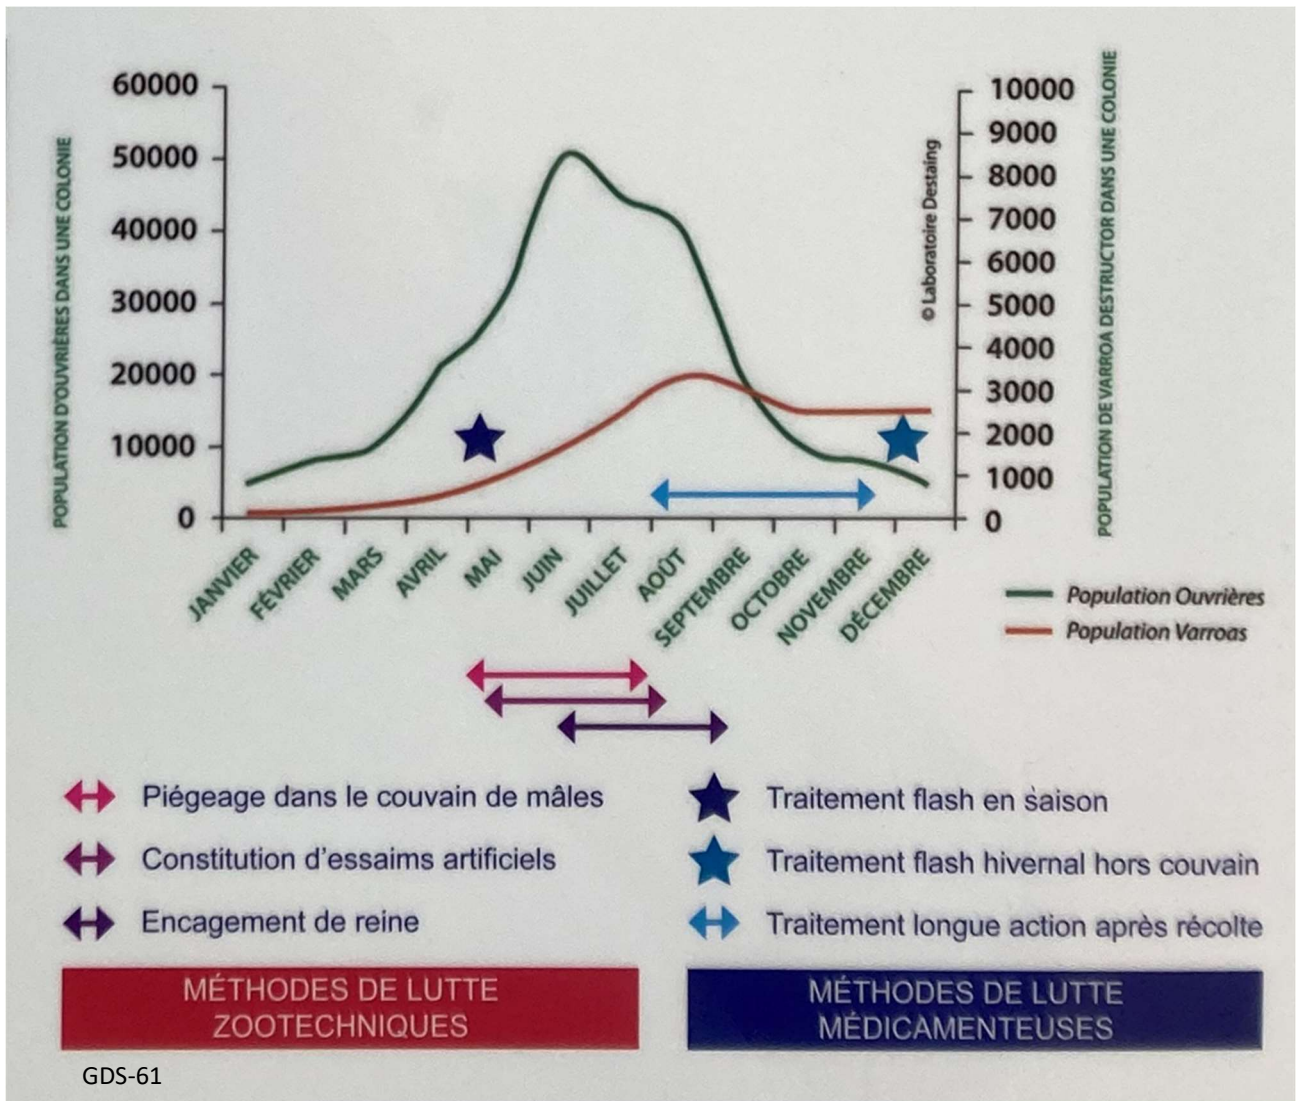 POPULATION D'OUVRIÈRES DANS UNE COLONIE
60000
50000
40000
30000
20000
10000
0
10000
9000
8000
7000
6000
5000
4000
3000
2000
1000
0
POPULATION DE VARROA DESTRUCTOR DANS UNE COLONIE
© Laboratoire Destaing
JANVIER
FÉVRIER
MARS
AVRIL
MAI
JUIN
JUILLET
AOÛT
SEPTEMBRE
OCTOBRE
NOVEMBRE
DÉCEMBRE
Population Ouvrières
Population Varroas
Piégeage dans le couvain de mâles
Constitution d'essaims artificiels
Encagement de reine
Traitement flash en saison
Traitement flash hivernal hors couvain
Traitement longue action après récolte
MÉTHODES DE LUTTE
ZOOTECHNIQUES
MÉTHODES DE LUTTE
MÉDICAMENTEUSES
GDS-61